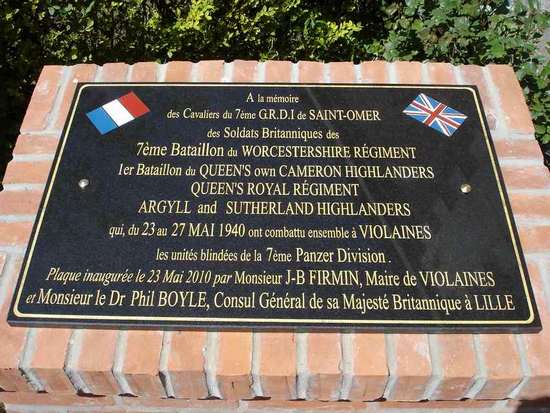 A la mémoire
des Cavaliers du 7ème G.R.D.I de SAINT-OMER
des Soldats Britanniques des
7ème Bataillon du WORCESTERSHIRE RÉGIMENT
1er Bataillon du QUEEN'S own CAMERON HIGHLANDERS
QUEEN'S ROYAL RÉGIMENT
ARGYLL and SUTHERLAND HIGHLANDERS
qui, du 23 au 27 MAI 1940 ont combattu ensemble à VIOLAINES
les unités blindées de la 7ème Panzer Division.
Plaque inaugurée le 23 Mai 2010 par Monsieur J-B FIRMIN, Maire de VIOLAINES
et Monsieur le Dr Phil BOYLE, Consul Général de sa Majesté Britannique à LILLE